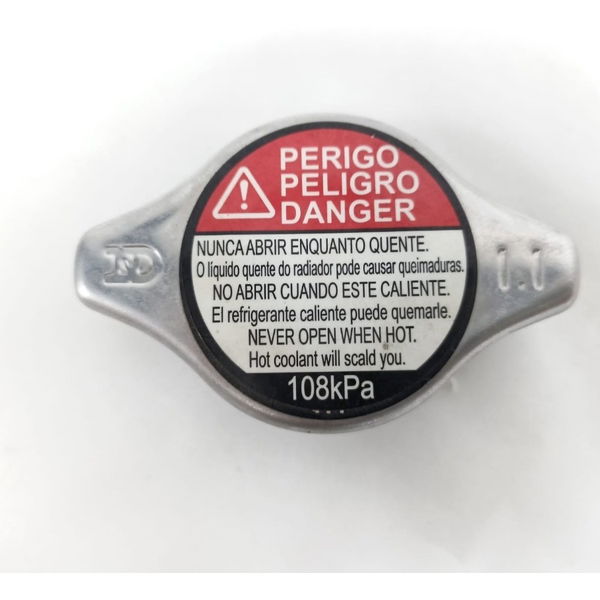 PERIGO
PELIGRO
DANGER
NUNCA ABRIR ENQUANTO QUENTE.
O líquido quente do radiador pode causar queimaduras.
NO ABRIR CUANDO ESTE CALIENTE.
El refrigerante caliente puede quemarle.
NEVER OPEN WHEN HOT.
Hot coolant will scald you.
108kPa
1.1